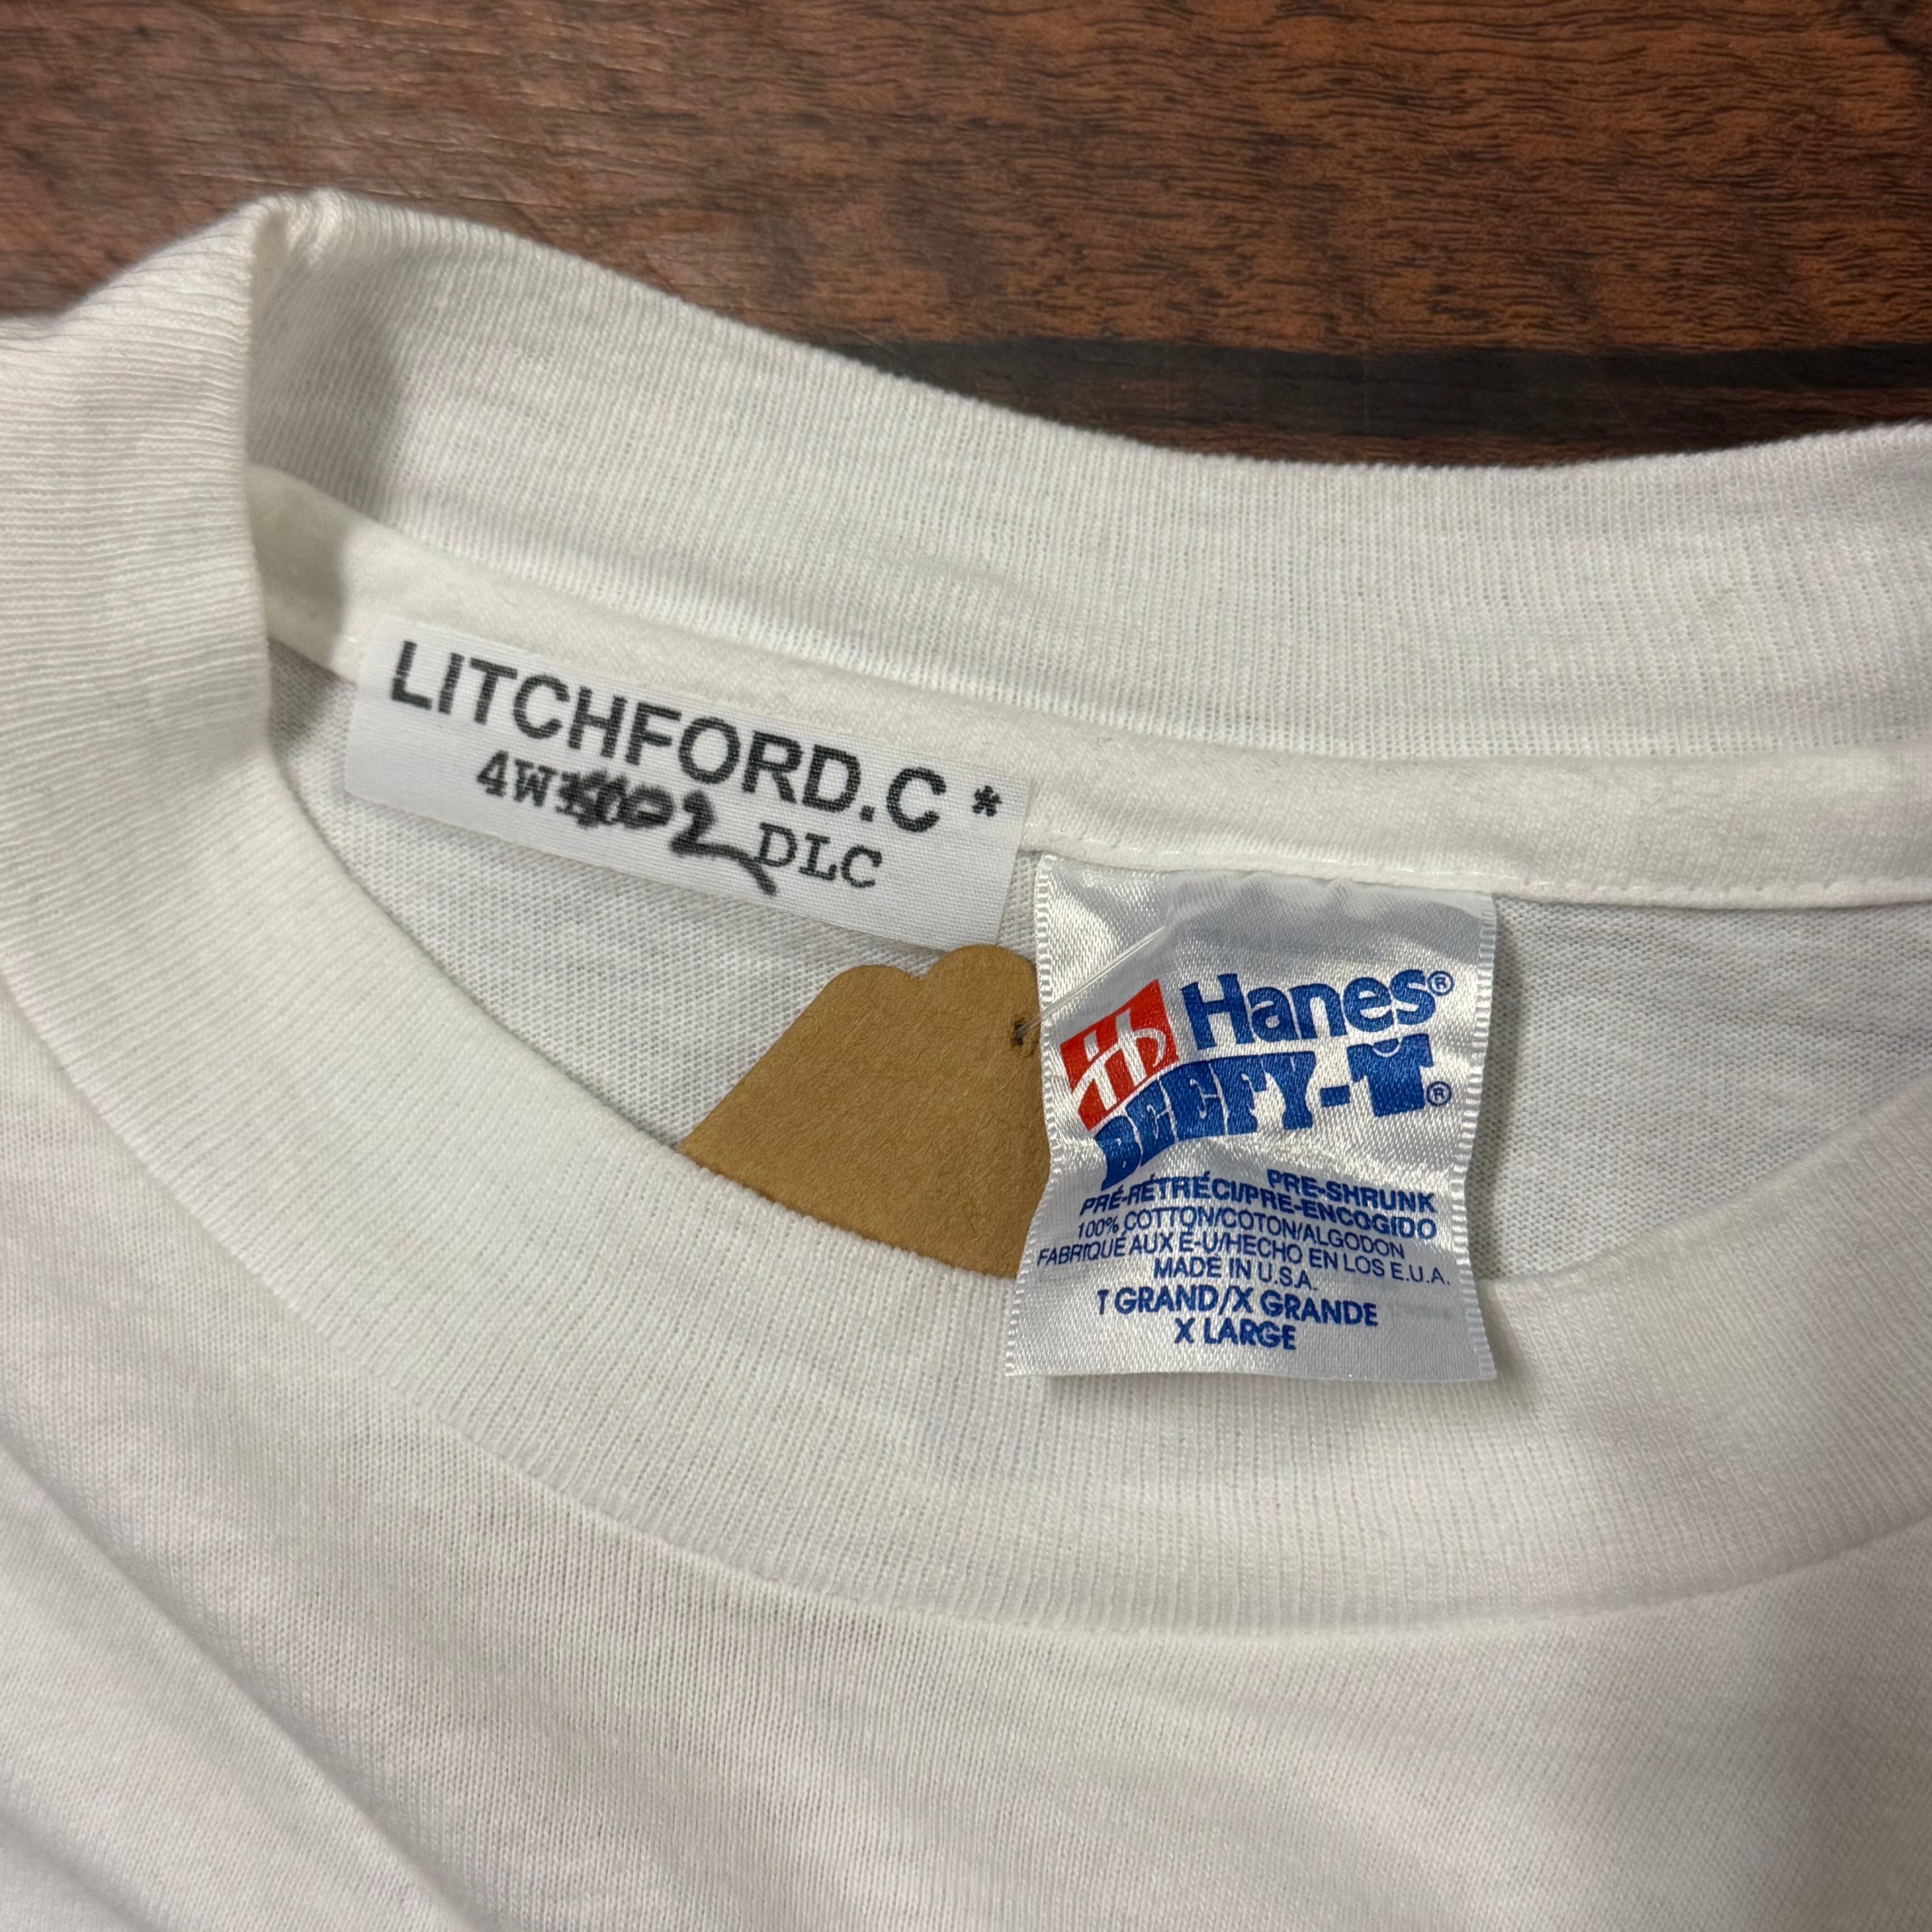 LITCHFORD.C *
DLC
Hanes®
BEEFY-T®
PRE-SHRUNK
PRÉ-RÉTRÉCI/PRE-ENCOGIDO
100% COTTON/COTON/ALGODON
FABRIQUÉ AUX E-U/HECHO EN LOS E.U.A.
MADE IN U.S.A.
T GRAND/X GRANDE
X LARGE